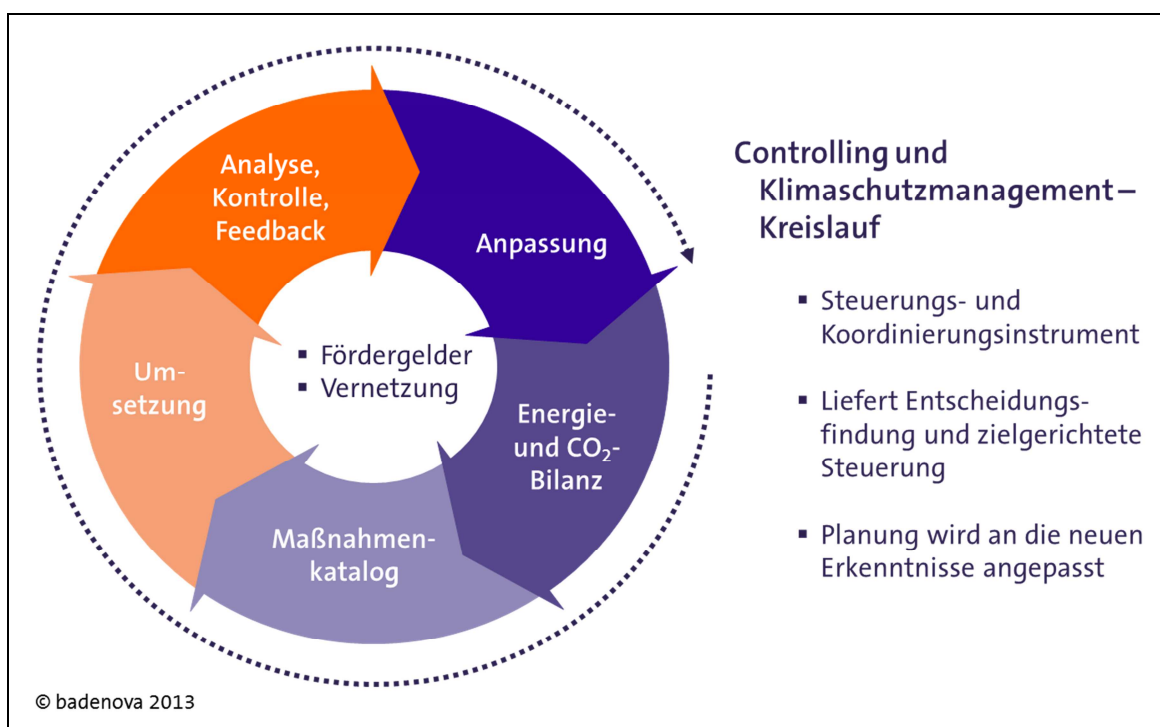 Analyse,
Kontrolle,
Feedback
Anpassung
Energie-
und CO₂-
Bilanz
Maßnahmen-
katalog
Um-
setzung
▪ Fördergelder
▪ Vernetzung
Controlling und
Klimaschutzmanagement –
Kreislauf
▪ Steuerungs- und
Koordinierungsinstrument
▪ Liefert Entscheidungs-
findung und zielgerichtete
Steuerung
▪ Planung wird an die neuen
Erkenntnisse angepasst
© badenova 2013